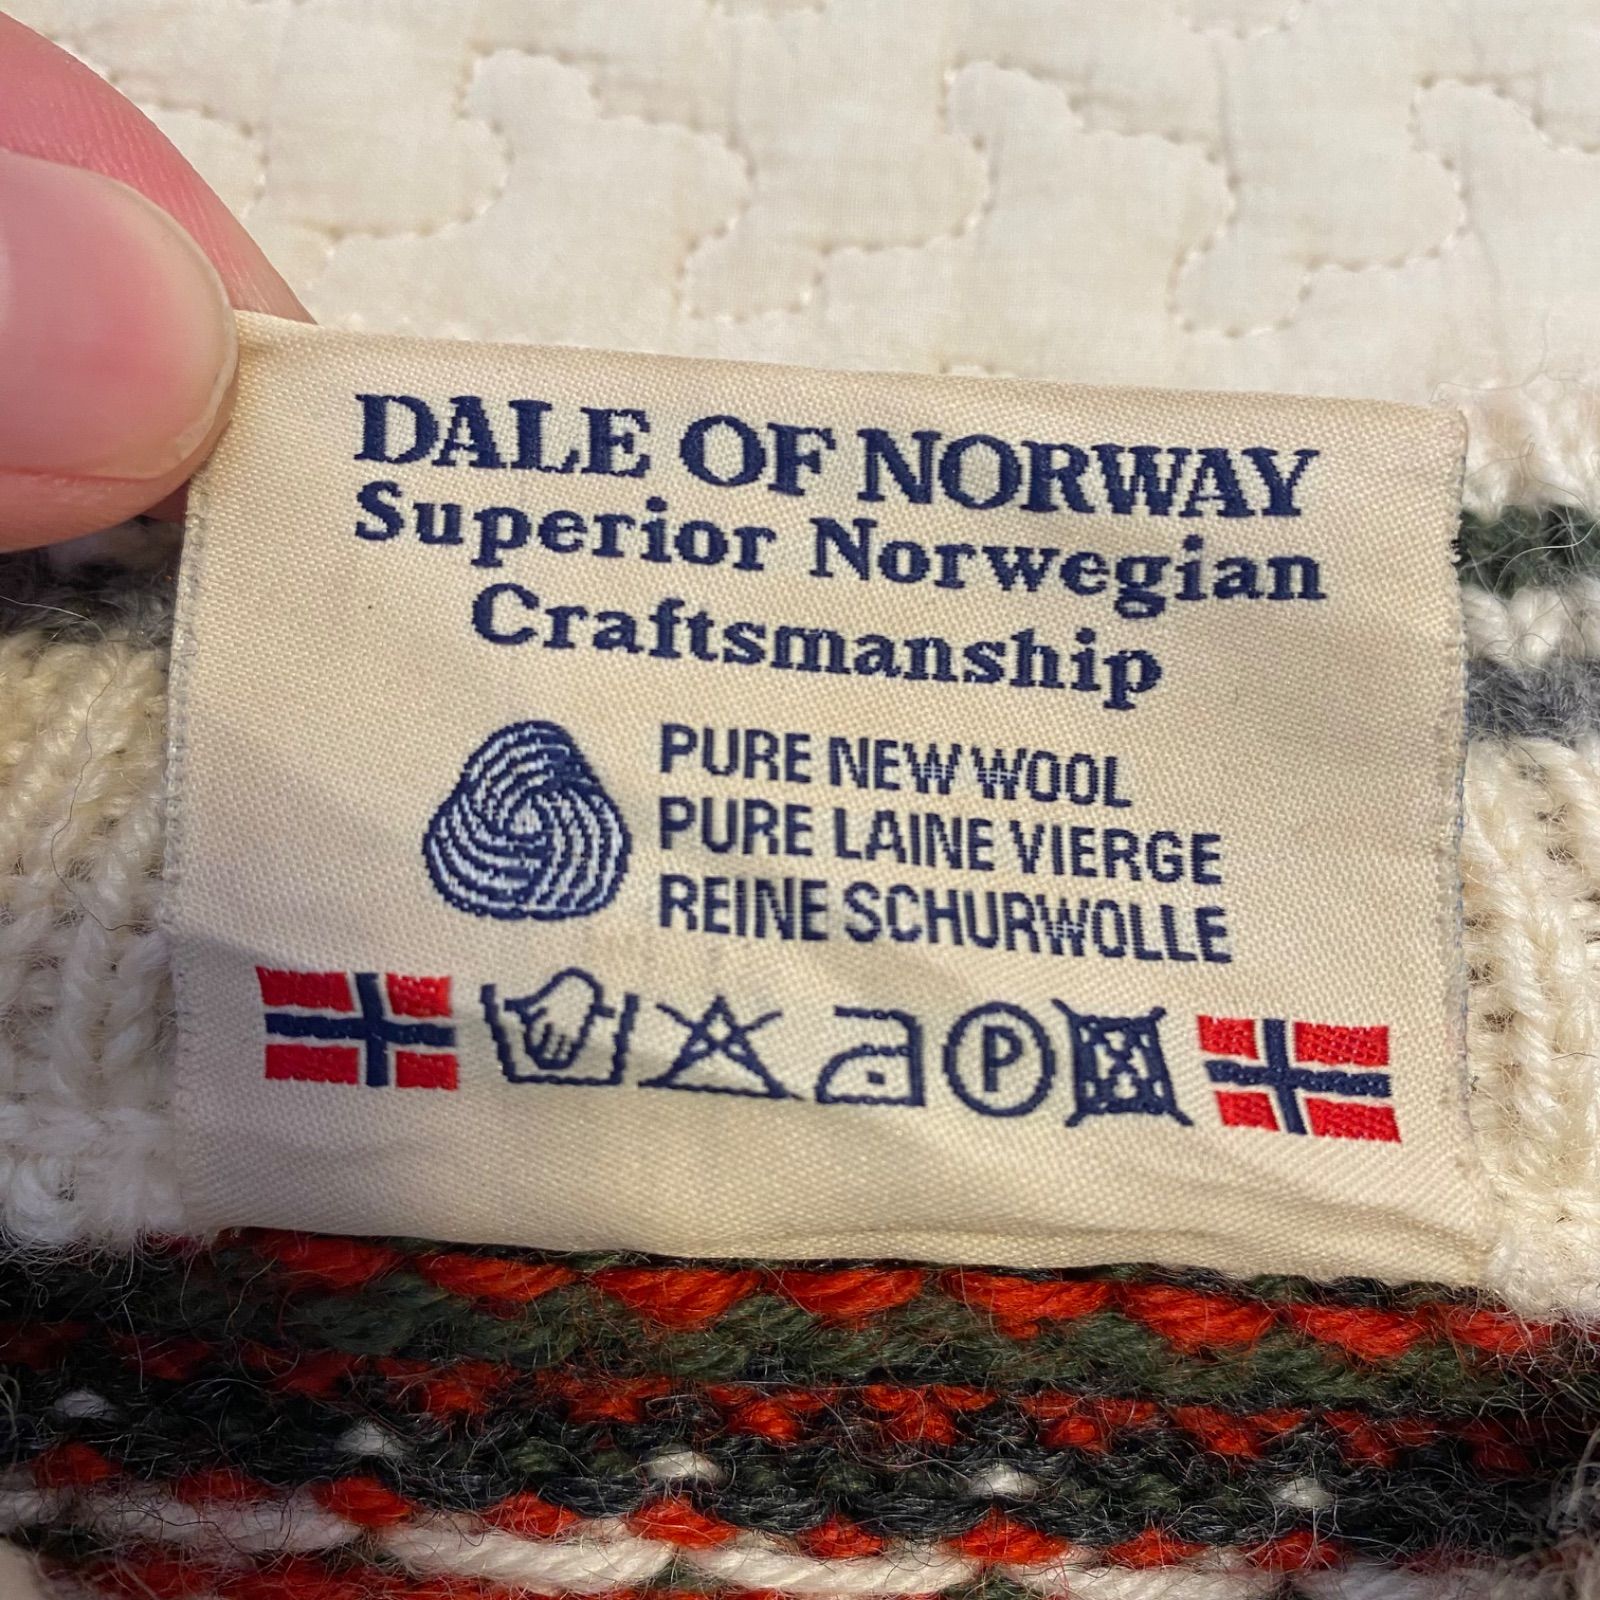 DALE OF NORWAY
Superior Norwegian
Craftsmanship
PURE NEW WOOL
PURE LAINE VIERGE
REINE SCHURWOLLE
P